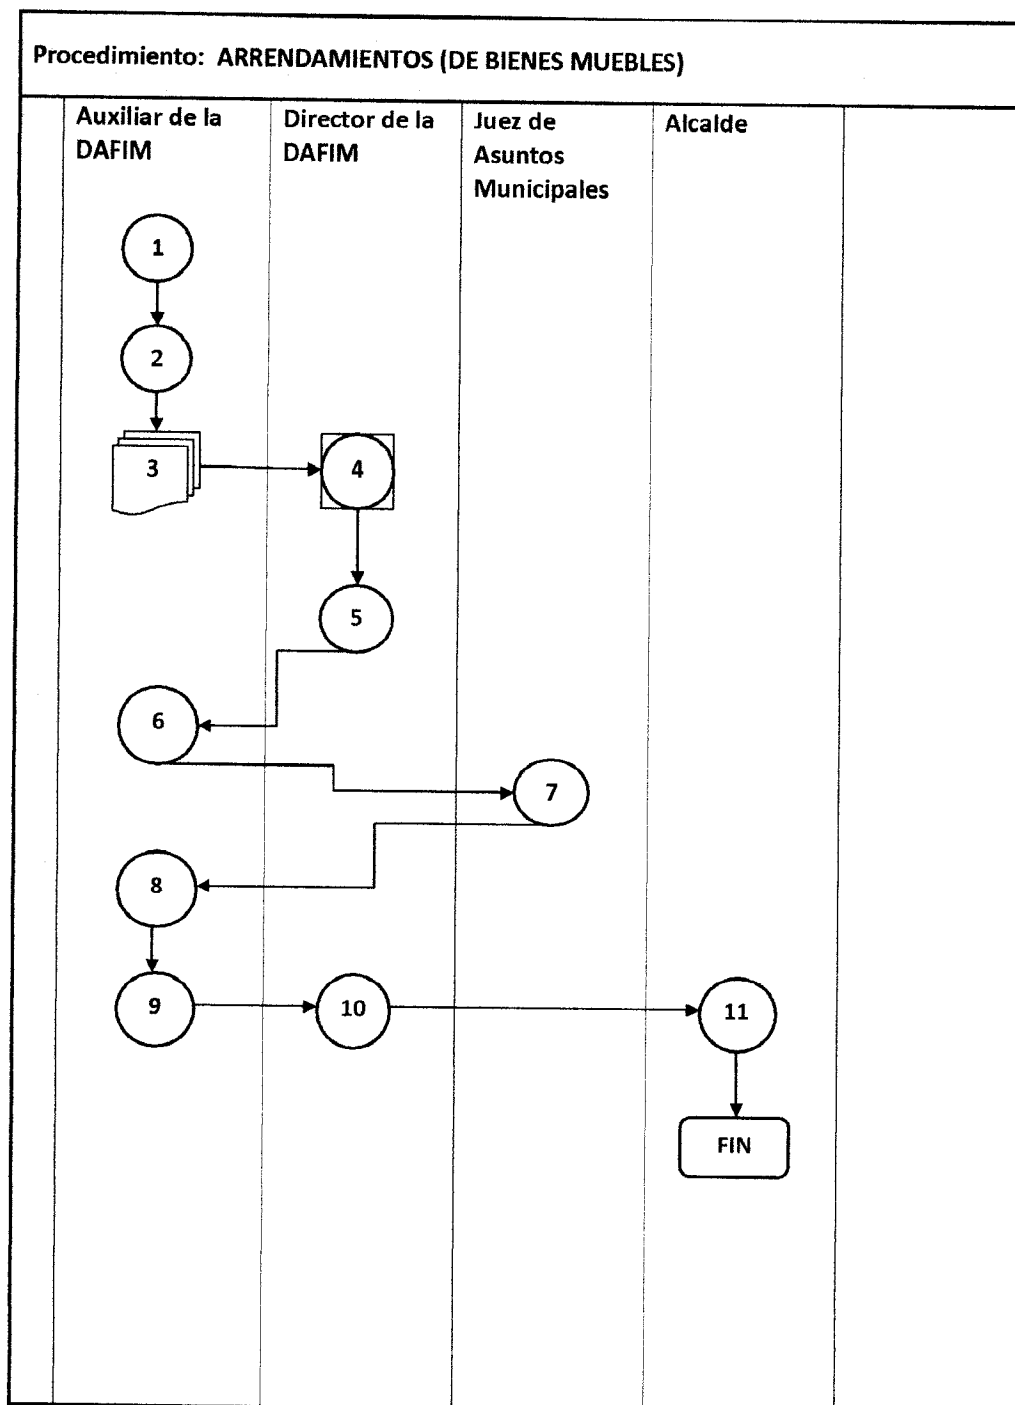 Procedimiento: ARRENDAMIENTOS (DE BIENES MUEBLES)
Auxiliar de la
DAFIM
Director de la
DAFIM
Juez de
Asuntos
Municipales
Alcalde
1
2
3
4
5
6
7
8
9
10
11
FIN